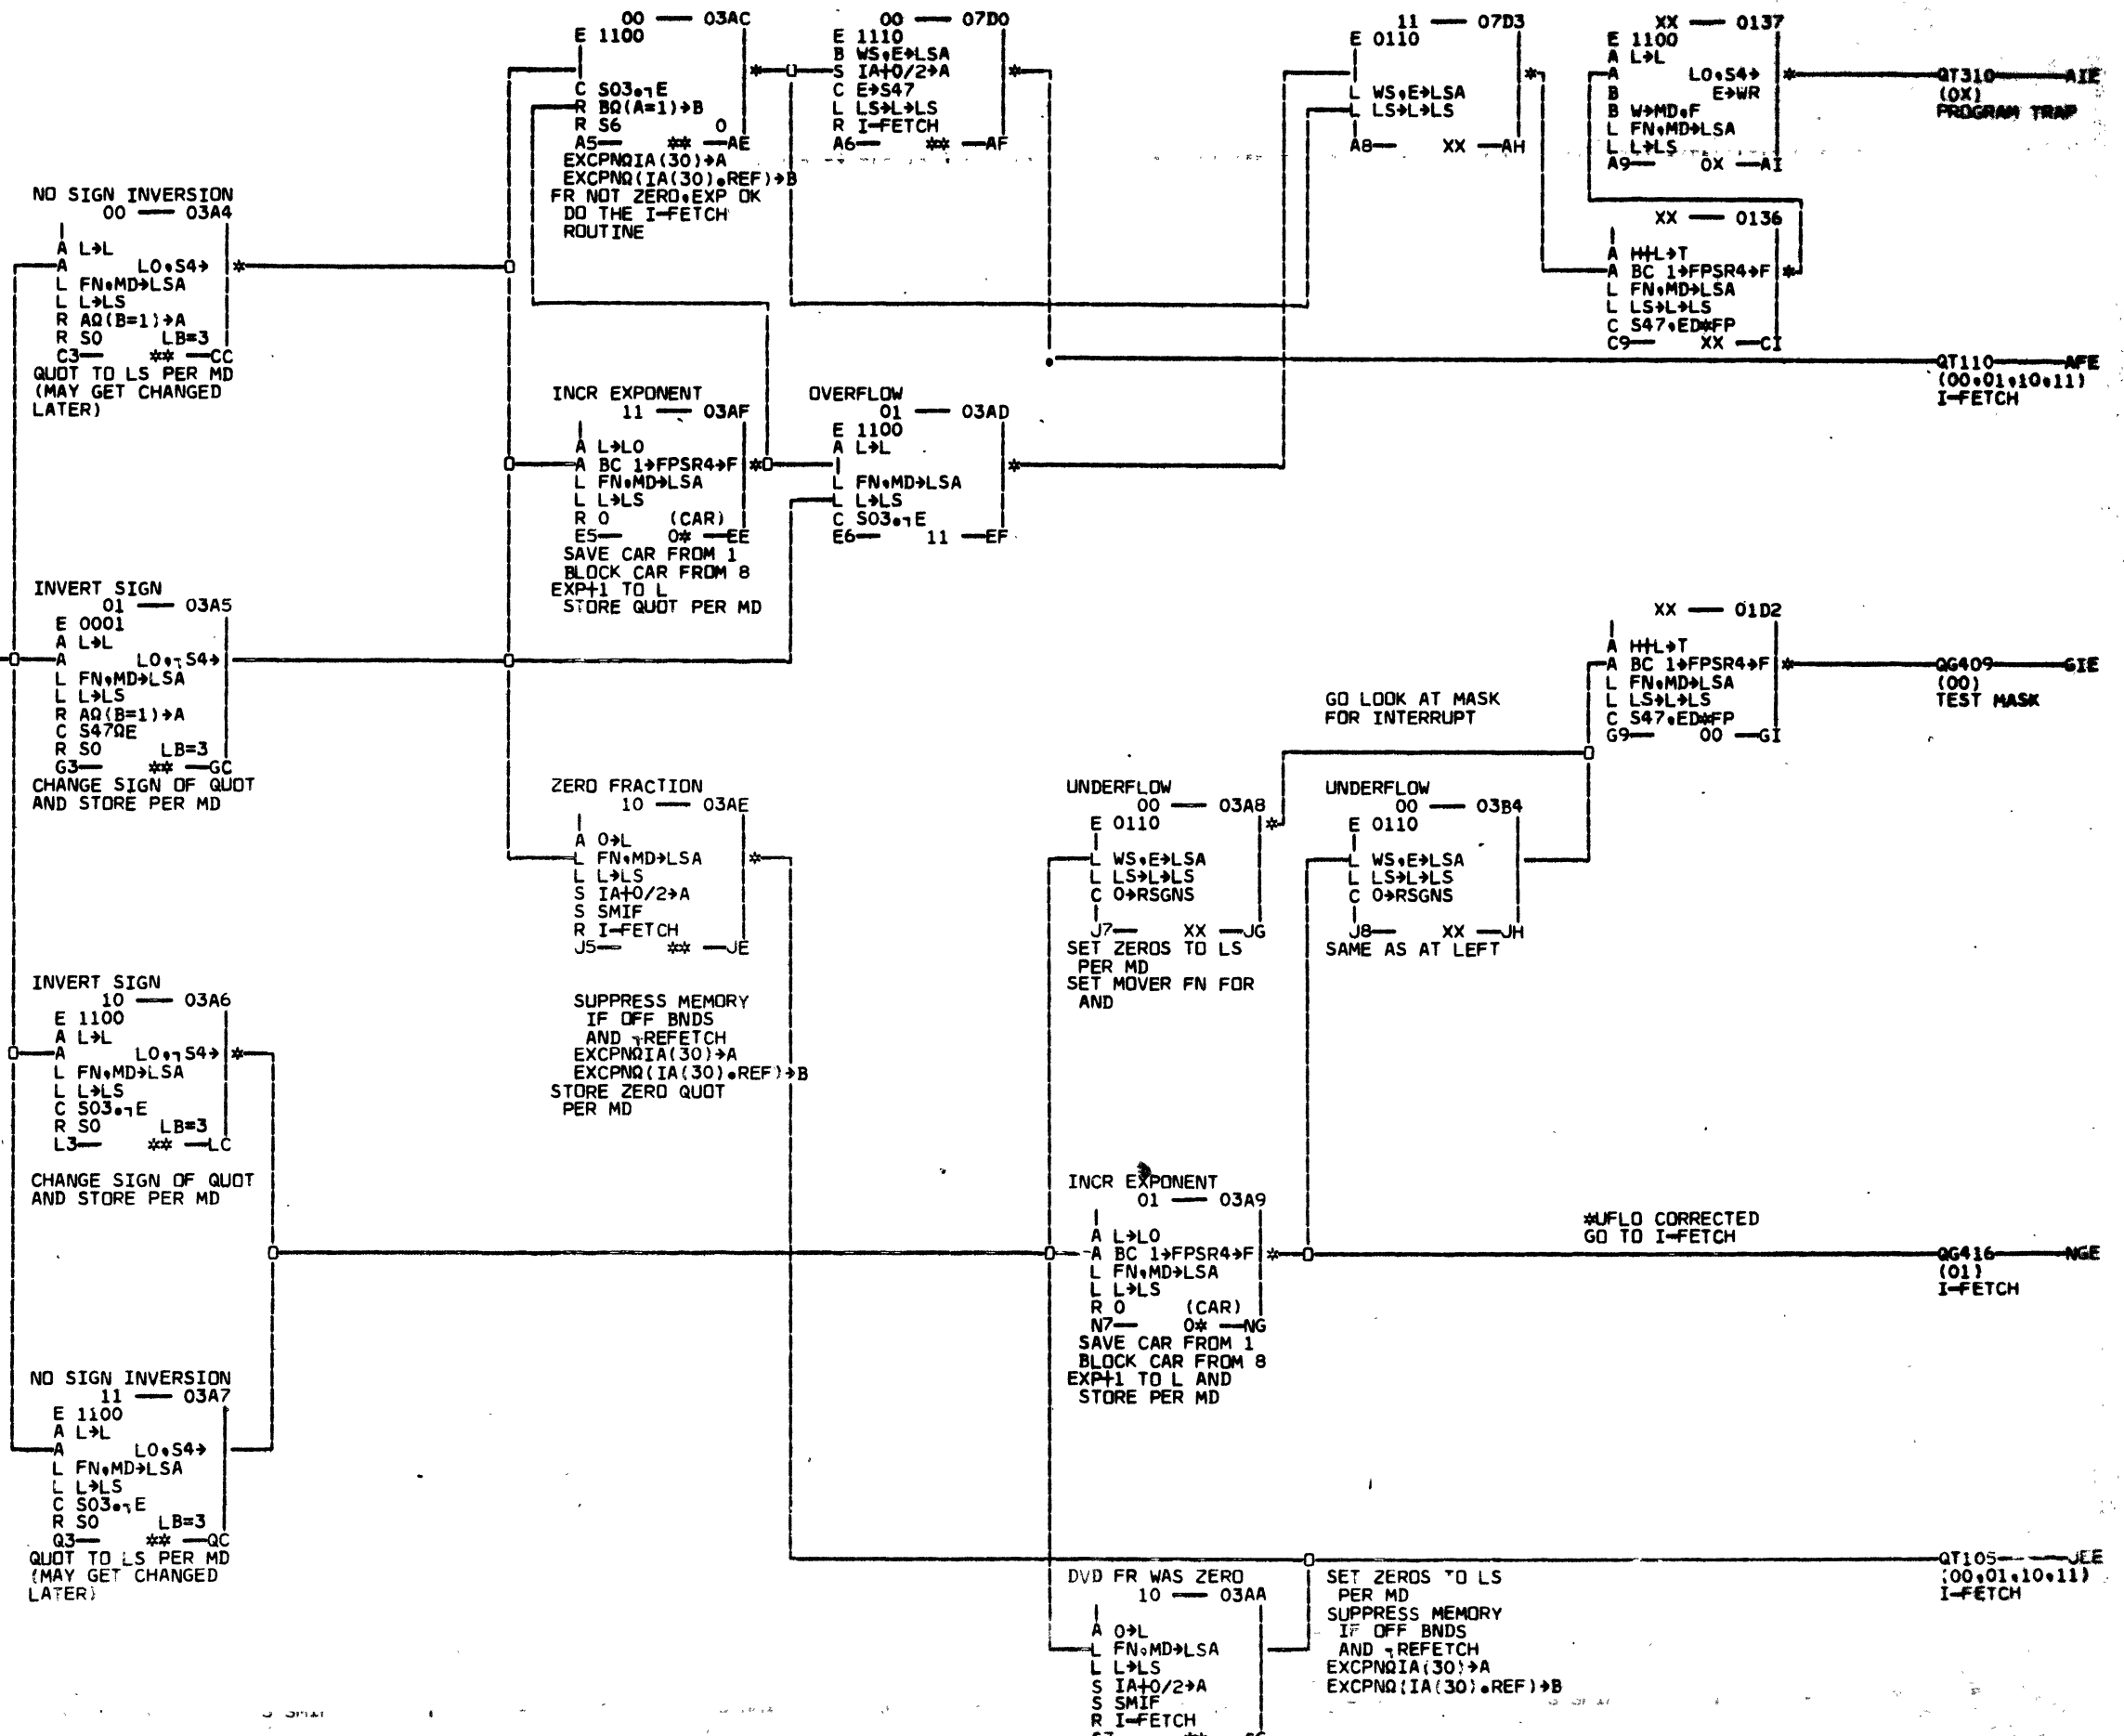 00 — 03AC
E 1100
C S03•¬E
R BΩ(A=1)→B
R S6 0
A5— ** —AE
EXCPNΩIA(30)→A
EXCPNΩ(IA(30)•REF)→B
FR NOT ZERO,EXP OK
DO THE I-FETCH
ROUTINE
00 — 07D0
E 1110
B WS,E→LSA
S IA+0/2→A
C E→S47
L LS→L→LS
R I-FETCH
A6— ** —AF
11 — 07D3
E 0110
L WS,E→LSA
L LS→L→LS
A8— XX —AH
XX — 0137
E 1100
A L→L
A LO,S4→
B E→WR
B W→MD,F
L FN,MD→LSA
L L→LS
A9— 0X —AI
QT310 AIE
(0X)
PROGRAM TRAP
XX — 0136
A H+L→T
A BC 1→FPSR4→F
L FN,MD→LSA
L LS→L→LS
C S47,ED*FP
C9— XX —CI
QT110 AFE
(00,01,10,11)
I-FETCH
NO SIGN INVERSION
00 — 03A4
A L→L
A LO,S4→
L FN,MD→LSA
L L→LS
R AΩ(B=1)→A
R S0 LB=3
C3— ** —CC
QUOT TO LS PER MD
(MAY GET CHANGED
LATER)
INCR EXPONENT
11 — 03AF
A L→LO
A BC 1→FPSR4→F
L FN,MD→LSA
L L→LS
R 0 (CAR)
E5— 0* —EE
SAVE CAR FROM 1
BLOCK CAR FROM 8
EXP+1 TO L
STORE QUOT PER MD
OVERFLOW
01 — 03AD
E 1100
A L→L
L FN,MD→LSA
L L→LS
C S03•¬E
E6— 11 —EF
INVERT SIGN
01 — 03A5
E 0001
A L→L
A LO,¬S4→
L FN,MD→LSA
L L→LS
R AΩ(B=1)→A
C S47ΩE
R S0 LB=3
G3— ** —GC
CHANGE SIGN OF QUOT
AND STORE PER MD
XX — 01D2
A H+L→T
A BC 1→FPSR4→F
L FN,MD→LSA
L LS→L→LS
C S47,ED*FP
G9— 00 —GI
QG409 GIE
(00)
TEST MASK
GO LOOK AT MASK
FOR INTERRUPT
ZERO FRACTION
10 — 03AE
A 0→L
L FN,MD→LSA
L L→LS
S IA+0/2→A
S SMIF
R I-FETCH
J5— ** —JE
SUPPRESS MEMORY
IF OFF BNDS
AND ¬REFETCH
EXCPNΩIA(30)→A
EXCPNΩ(IA(30)•REF)→B
STORE ZERO QUOT
PER MD
UNDERFLOW
00 — 03A8
E 0110
L WS,E→LSA
L LS→L→LS
C 0→RSGNS
J7— XX —JG
SET ZEROS TO LS
PER MD
SET MOVER FN FOR
AND
UNDERFLOW
00 — 03B4
E 0110
L WS,E→LSA
L LS→L→LS
C 0→RSGNS
J8— XX —JH
SAME AS AT LEFT
INVERT SIGN
10 — 03A6
E 1100
A L→L
A LO,¬S4→
L FN,MD→LSA
L L→LS
C S03•¬E
R S0 LB=3
L3— ** —LC
CHANGE SIGN OF QUOT
AND STORE PER MD
INCR EXPONENT
01 — 03A9
A L→LO
A BC 1→FPSR4→F
L FN,MD→LSA
L L→LS
R 0 (CAR)
N7— 0* —NG
SAVE CAR FROM 1
BLOCK CAR FROM 8
EXP+1 TO L AND
STORE PER MD
*UFLO CORRECTED
GO TO I-FETCH
QG416 NGE
(01)
I-FETCH
NO SIGN INVERSION
11 — 03A7
E 1100
A L→L
A LO,S4→
L FN,MD→LSA
L L→LS
C S03•¬E
R S0 LB=3
Q3— ** —QC
QUOT TO LS PER MD
(MAY GET CHANGED
LATER)
QT105 JEE
(00,01,10,11)
I-FETCH
DVD FR WAS ZERO
10 — 03AA
A 0→L
L FN,MD→LSA
L L→LS
S IA+0/2→A
S SMIF
R I-FETCH
SET ZEROS TO LS
PER MD
SUPPRESS MEMORY
IF OFF BNDS
AND ¬REFETCH
EXCPNΩIA(30)→A
EXCPNΩ(IA(30)•REF)→B